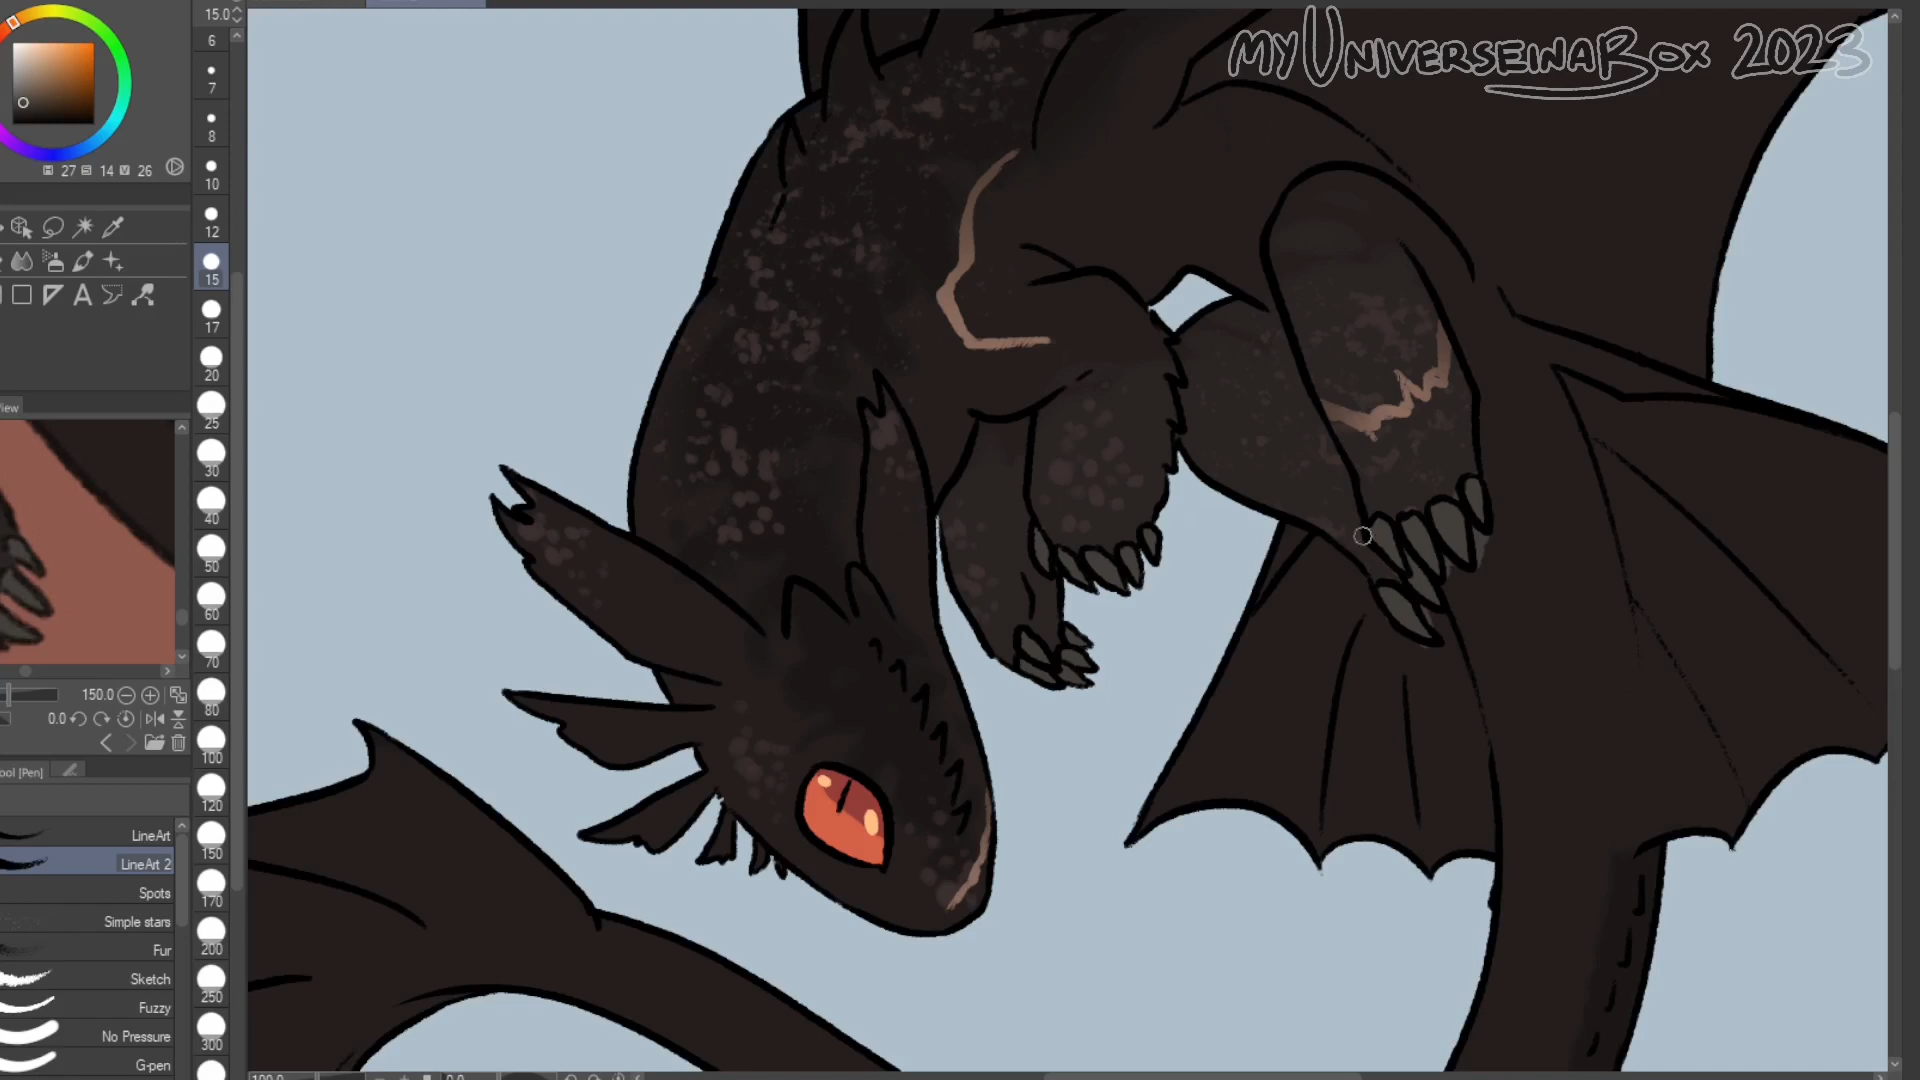 myUniverseinaBox 2023
15.0
6
7
8
10
12
15
17
20
25
30
40
50
60
70
80
100
120
150
170
200
250
300
H 27 S 14 V 26
A
150.0
0.0
LineArt
LineArt 2
Spots
Simple stars
Fur
Sketch
Fuzzy
No Pressure
G-pen